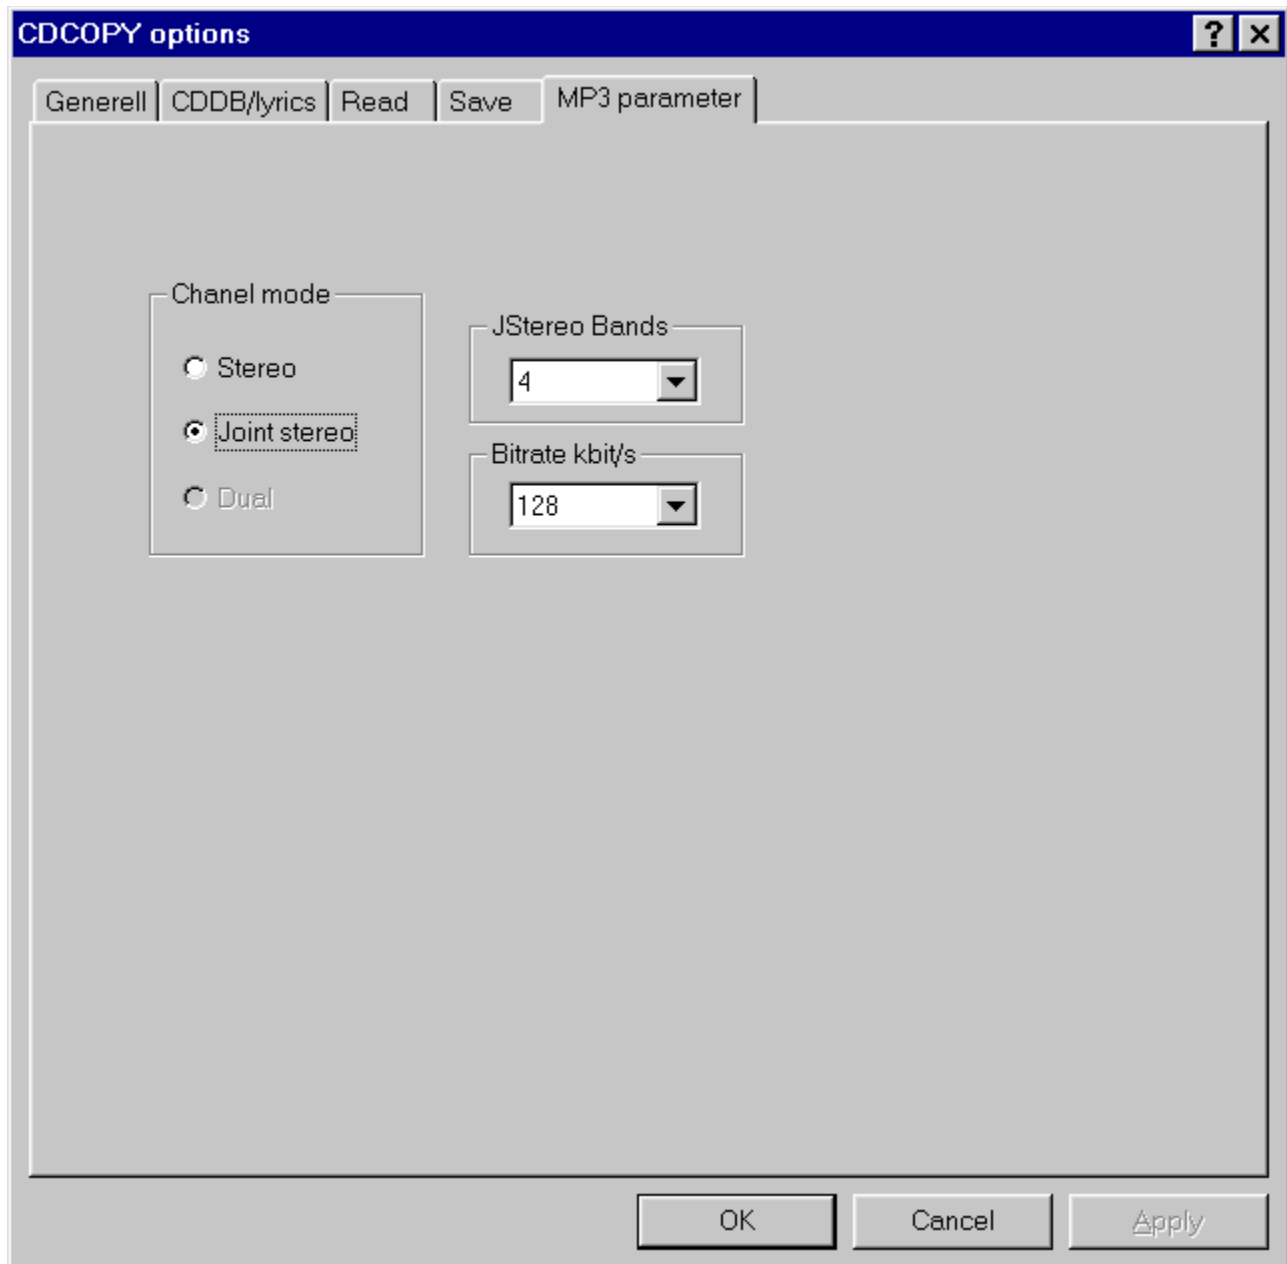 CDCOPY options
Generell CDDB/lyrics Read Save MP3 parameter
Chanel mode
Stereo
Joint stereo
Dual
JStereo Bands
4
Bitrate kbit/s
128
OK Cancel Apply